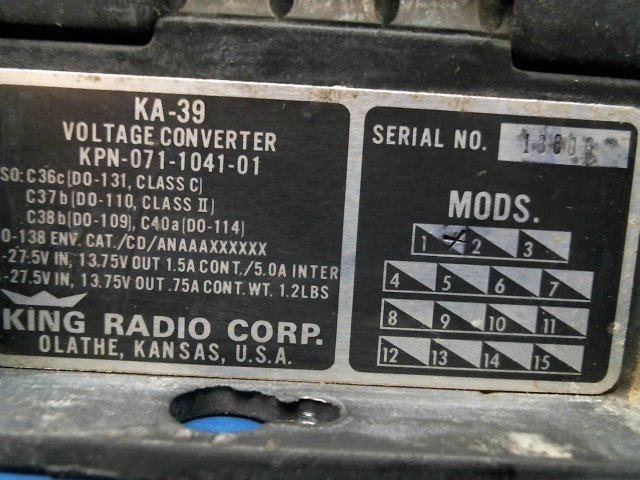 KA-39
VOLTAGE CONVERTER
KPN-071-1041-01
SO: C36c (DO-131, CLASS C)
C37b (DO-110, CLASS II)
C38b (DO-109), C40a (DO-114)
O-138 ENV. CAT./CD/ANAAAXXXXXX
-27.5V IN, 13.75V OUT 1.5A CONT./5.0A INTER
-27.5V IN, 13.75V OUT .75A CONT. WT. 1.2LBS
KING RADIO CORP.
OLATHE, KANSAS, U.S.A.
SERIAL NO.
MODS.
1 2 3
4 5 6 7
8 9 10 11
12 13 14 15